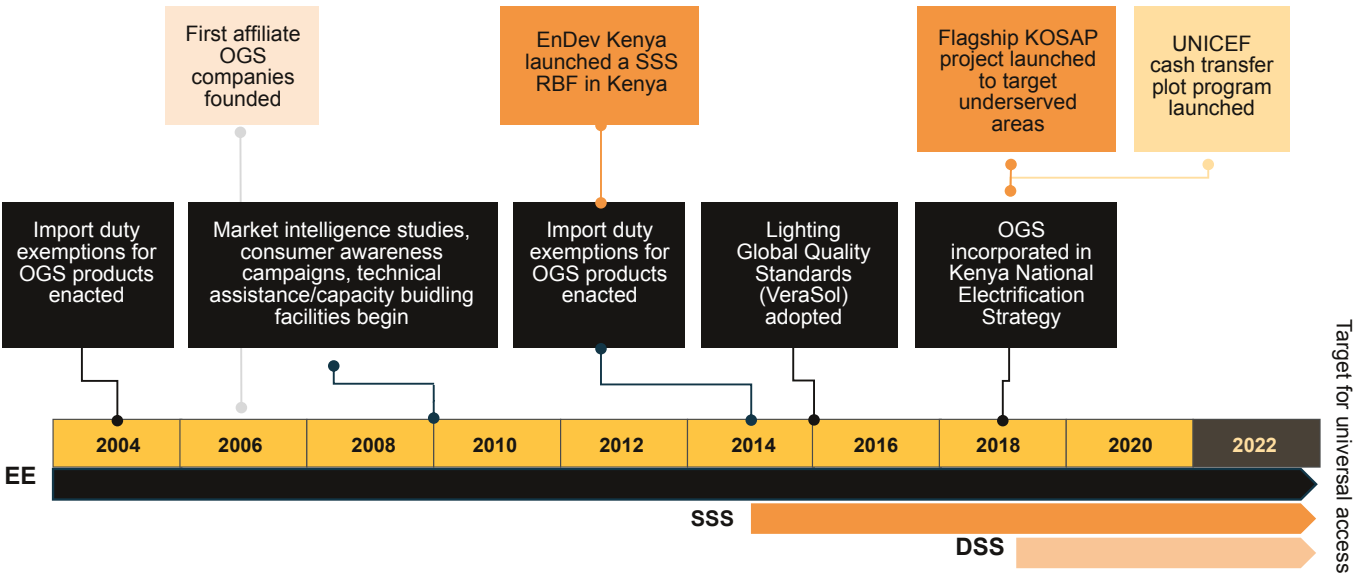 First affiliate
OGS
companies
founded
EnDev Kenya
launched a SSS
RBF in Kenya
Flagship KOSAP
project launched
to target
underserved
areas
UNICEF
cash transfer
plot program
launched
Import duty
exemptions for
OGS products
enacted
Market intelligence studies,
consumer awareness
campaigns, technical
assistance/capacity buidling
facilities begin
Import duty
exemptions for
OGS products
enacted
Lighting
Global Quality
Standards
(VeraSol)
adopted
OGS
incorporated in
Kenya National
Electrification
Strategy
2004
2006
2008
2010
2012
2014
2016
2018
2020
2022
Target for universal access
EE
SSS
DSS